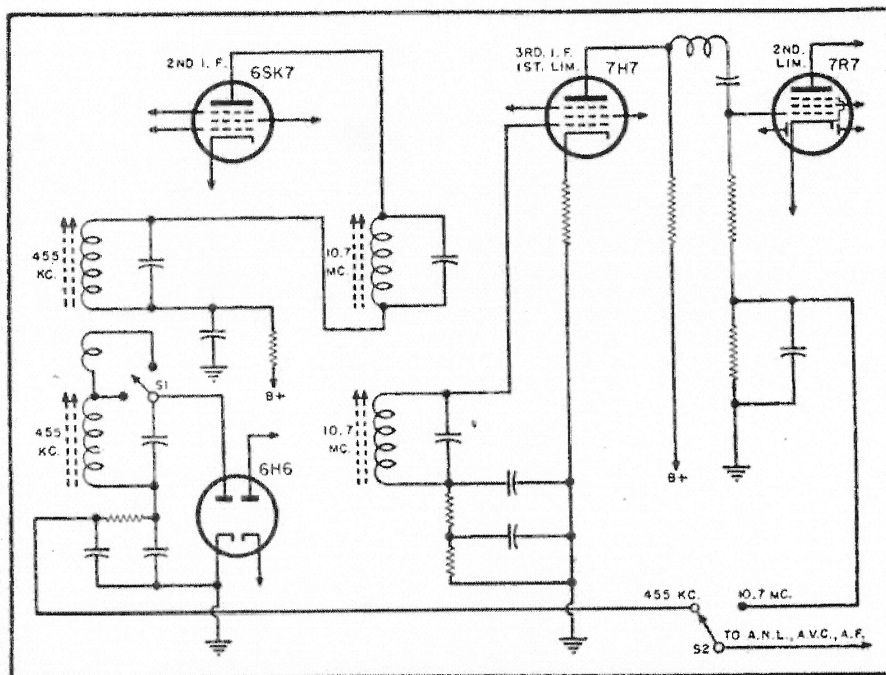 2ND I. F.
6SK7
3RD. I. F.
1ST. LIM.
7H7
2ND.
LIM.
7R7
455
KC.
10.7
MC.
S1
B+
455
KC.
6H6
10.7
MC.
B+
455 KC.
10.7 MC.
S2
TO A.N.L., A.V.C., A.F.